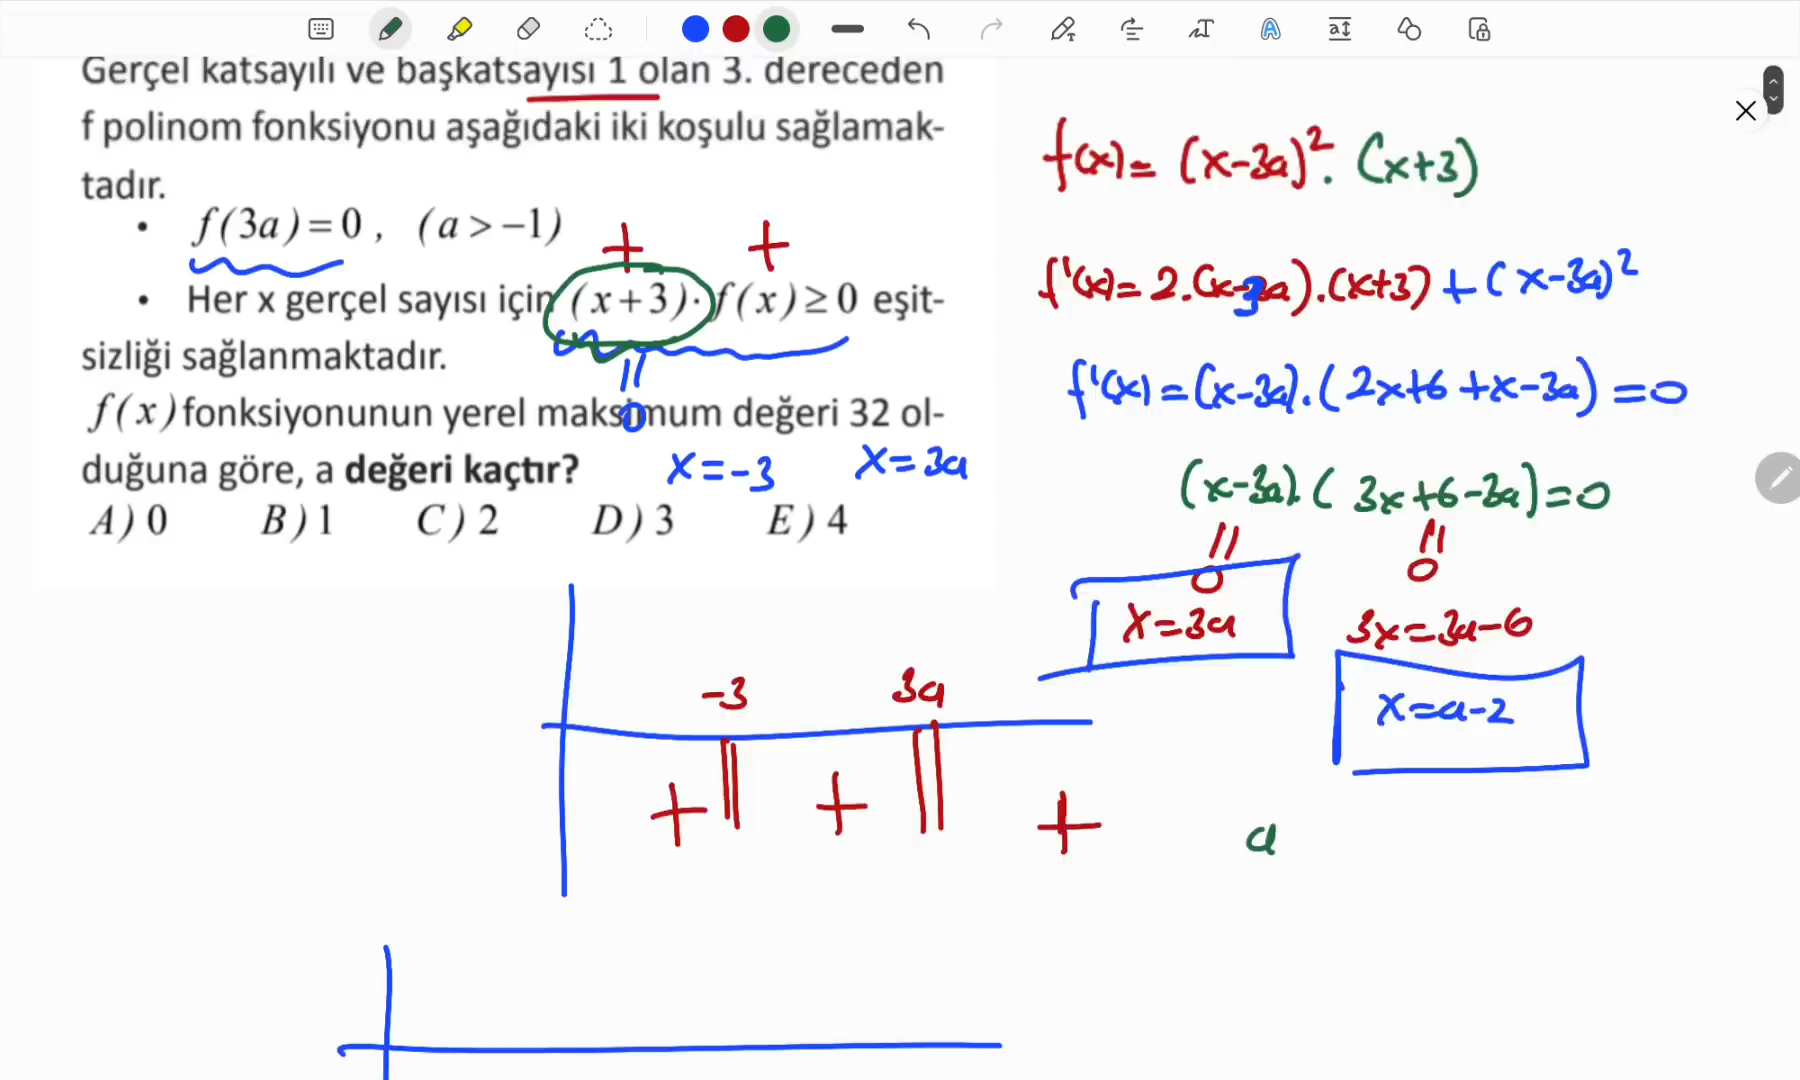 Gerçel katsayılı ve başkatsayısı 1 olan 3. dereceden
f polinom fonksiyonu aşağıdaki iki koşulu sağlamak-
tadır.
• f(3a)=0, (a>−1)
+ +
• Her x gerçel sayısı için (x+3)·f(x)≥0 eşit-
sizliği sağlanmaktadır.
f(x) fonksiyonunun yerel maksimum değeri 32 ol-
0
duğuna göre, a değeri kaçtır?
x=-3 x=3a
A) 0 B) 1 C) 2 D) 3 E) 4
f(x)= (x-3a)². (x+3)
f'(x)= 2.(x-3a).(x+3)+(x-3a)²
f'(x)=(x-3a).(2x+6+x-3a)=0
(x-3a).(3x+6-3a)=0
0 0
x=3a 3x=3a-6
x=a-2
-3 3a
+ + +
a